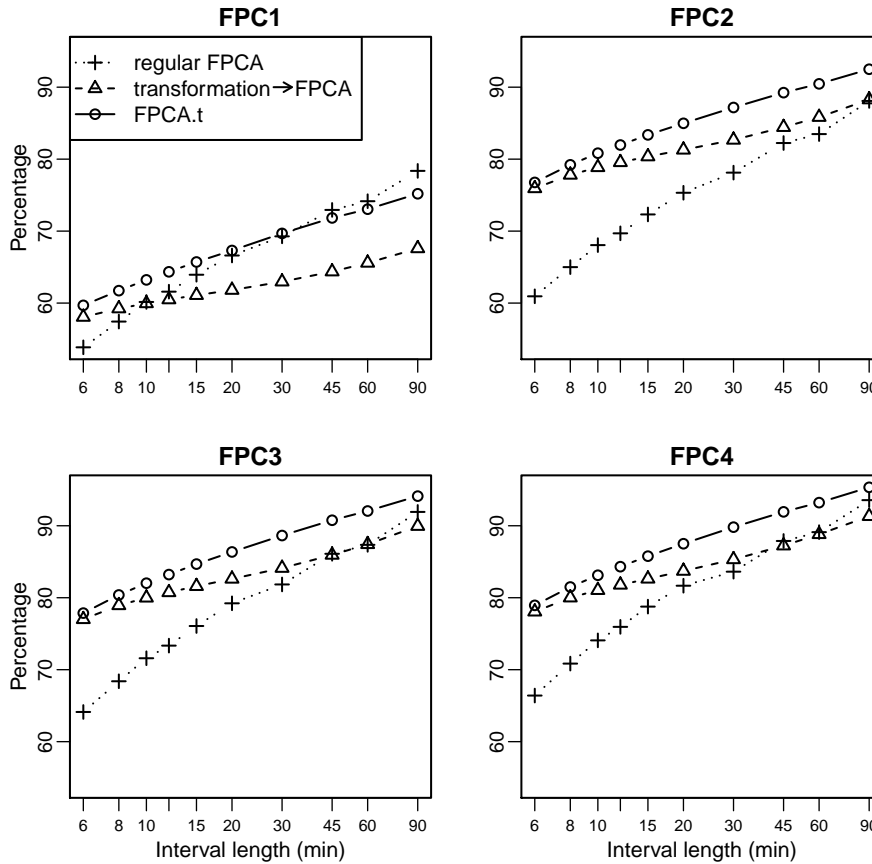 FPC1
regular FPCA
transformation→FPCA
FPCA.t
Percentage
60 70 80 90
6 8 10 15 20 30 45 60 90
FPC2
60 70 80 90
6 8 10 15 20 30 45 60 90
FPC3
Percentage
60 70 80 90
6 8 10 15 20 30 45 60 90
Interval length (min)
FPC4
60 70 80 90
6 8 10 15 20 30 45 60 90
Interval length (min)